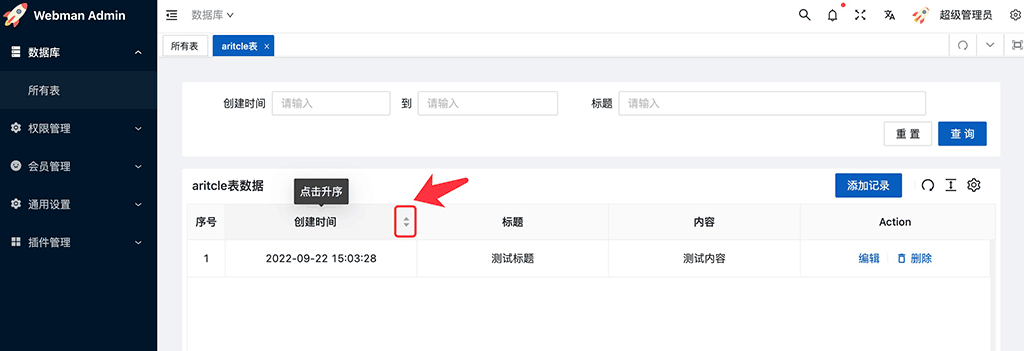 Webman Admin
数据库
超级管理员
数据库
所有表
权限管理
会员管理
通用设置
插件管理
所有表
aritcle表 ×
创建时间 请输入 到 请输入 标题 请输入
重 置 查 询
aritcle表数据
点击升序
添加记录
序号 创建时间 标题 内容 Action
1 2022-09-22 15:03:28 测试标题 测试内容 编辑 删除